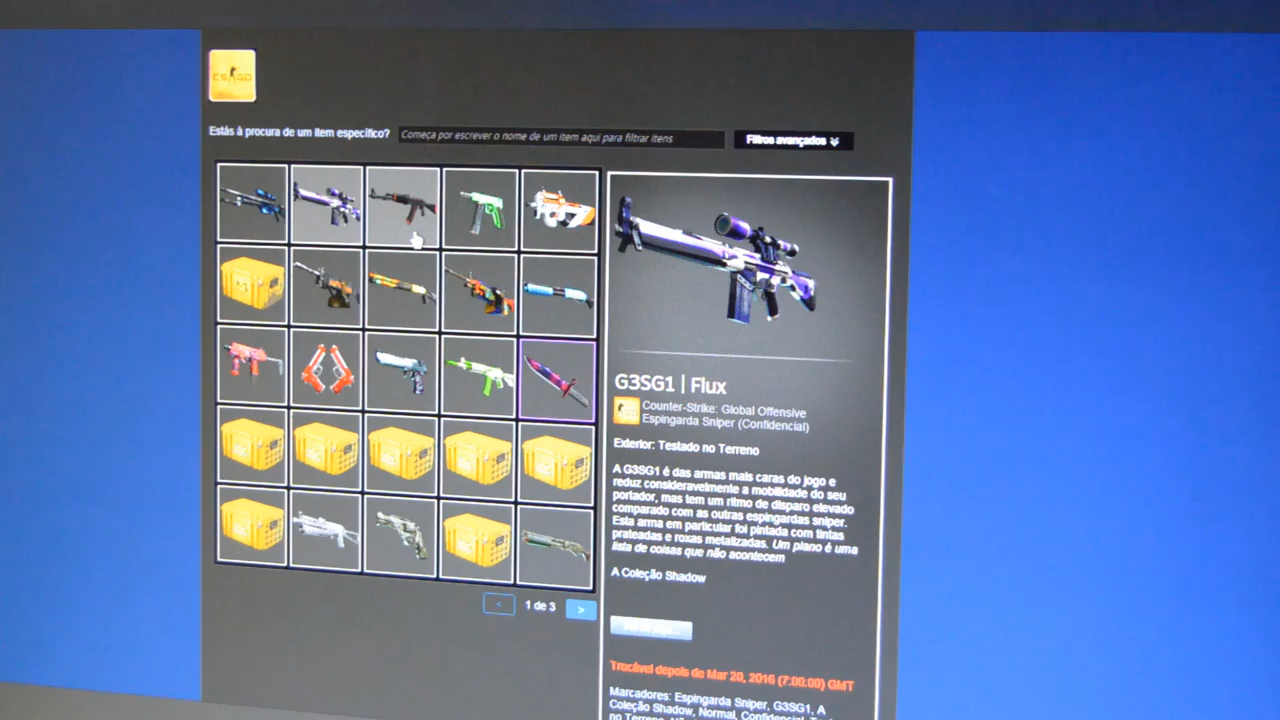 CS GO
Estás à procura de um item específico?
Começa por escrever o nome de um item aqui para filtrar itens
Filtros avançados
G3SG1 | Flux
Counter-Strike: Global Offensive
Espingarda Sniper (Confidencial)
Exterior: Testado no Terreno
A G3SG1 é das armas mais caras do jogo e
reduz consideravelmente a mobilidade do seu
portador, mas tem um ritmo de disparo elevado
comparado com as outras espingardas sniper.
Esta arma em particular foi pintada com tintas
prateadas e roxas metalizadas. Um plano é uma
lista de coisas que não acontecem
A Coleção Shadow
< 1 de 3 >
Trocável depois de Mar 20, 2016 (7:00:00) GMT
Marcadores: Espingarda Sniper, G3SG1, A
Coleção Shadow, Normal, Confidencial,
no Terreno,